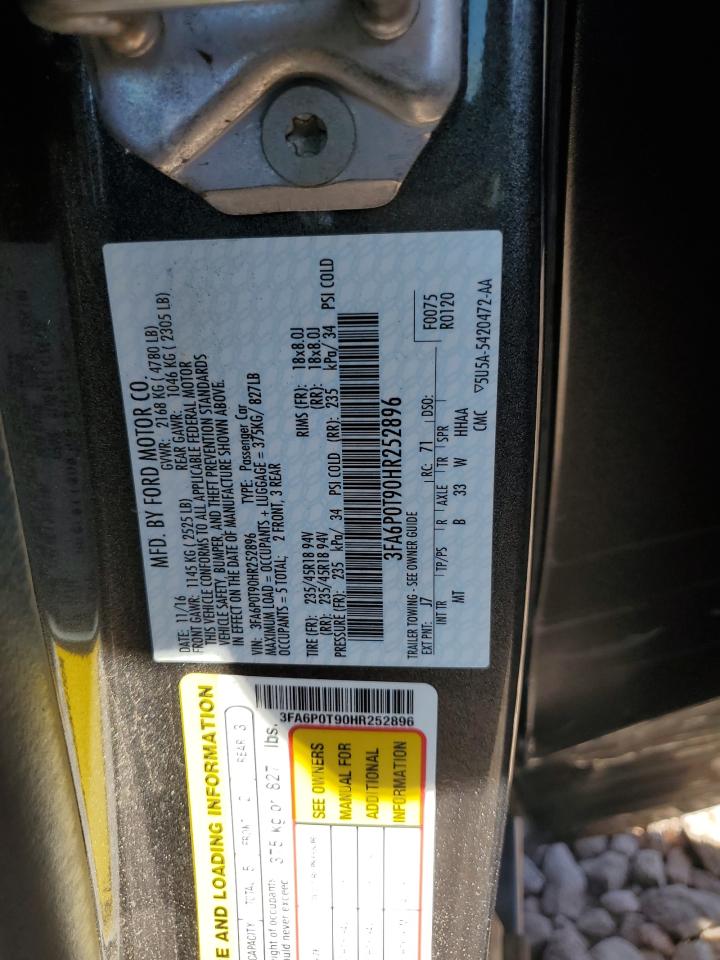 MFD. BY FORD MOTOR CO.
DATE: 11/16 GVWR: 2168 KG (4780 LB)
FRONT GAWR: 1145 KG (2525 LB) REAR GAWR: 1046 KG (2305 LB)
THIS VEHICLE CONFORMS TO ALL APPLICABLE FEDERAL MOTOR
VEHICLE SAFETY, BUMPER, AND THEFT PREVENTION STANDARDS
IN EFFECT ON THE DATE OF MANUFACTURE SHOWN ABOVE.
VIN: 3FA6P0T90HR252896 TYPE: Passenger Car
MAXIMUM LOAD = OCCUPANTS + LUGGAGE = 375KG/ 827LB
OCCUPANTS = 5 TOTAL; 2 FRONT, 3 REAR
TIRE (FR): 235/45R18 94V RIMS (FR): 18x8.0J
(RR): 235/45R18 94V (RR): 18x8.0J
PRESSURE (FR): 235 kPa/ 34 PSI COLD (RR): 235 kPa/ 34 PSI COLD
3FA6P0T90HR252896
TRAILER TOWING - SEE OWNER GUIDE F0075
EXT PNT: J7 RC: 71 DSO: R0120
INT TR TP/PS R AXLE TR SPR
MT B 33 W HHAA
CMC ▽5U5A-5420472-AA
E AND LOADING INFORMATION
CAPACITY TOTAL 5 FRONT 2 REAR 3
of occupants 375 kg or 827 lbs.
never exceed
3FA6P0T90HR252896
SEE OWNERS
MANUAL FOR
ADDITIONAL
INFORMATION